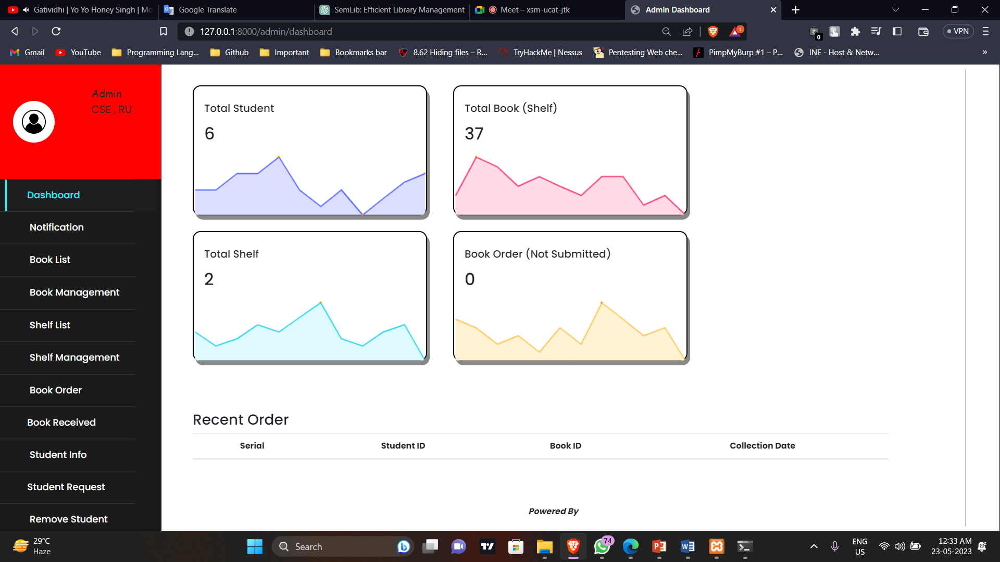 Gatividhi | Yo Yo Honey Singh | Mo
Google Translate
SemLib: Efficient Library Management
Meet – xsm-ucat-jtk
Admin Dashboard
127.0.0.1:8000/admin/dashboard
1
0
VPN
Gmail
YouTube
Programming Lang...
Github
Important
Bookmarks bar
8.62 Hiding files – R...
TryHackMe | Nessus
Pentesting Web che...
PimpMyBurp #1 – P...
INE - Host & Netw...
»
Admin
CSE , RU
Dashboard
Notification
Book List
Book Management
Shelf List
Shelf Management
Book Order
Book Received
Student Info
Student Request
Remove Student
Total Student
6
Total Book (Shelf)
37
Total Shelf
2
Book Order (Not Submitted)
0
Recent Order
Serial
Student ID
Book ID
Collection Date
Powered By
29°C
Haze
Search
74
ENG
US
12:33 AM
23-05-2023